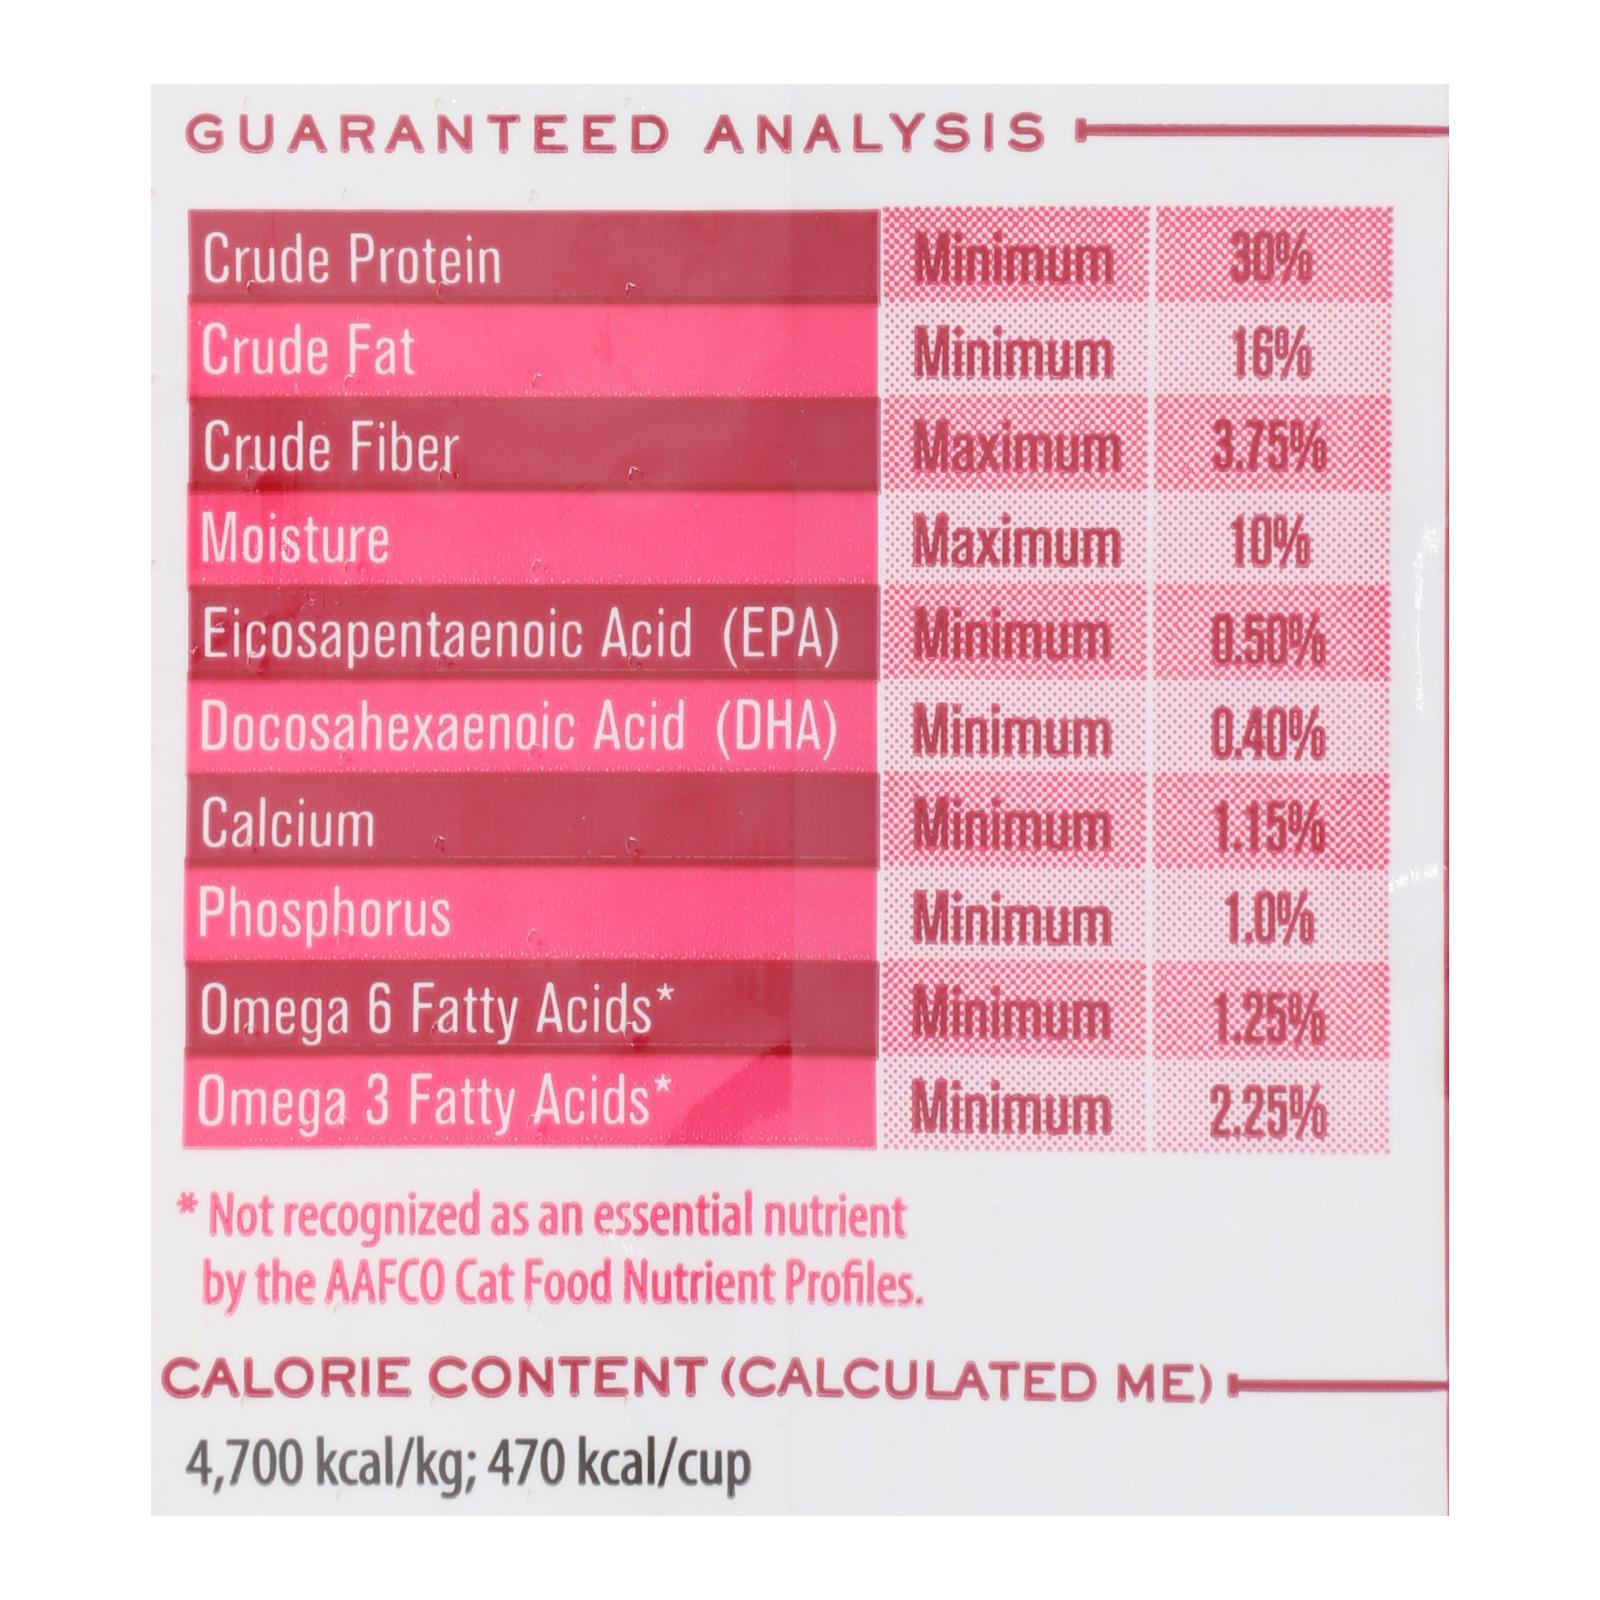 GUARANTEED ANALYSIS
Crude Protein Minimum 30%
Crude Fat Minimum 16%
Crude Fiber Maximum 3.75%
Moisture Maximum 10%
Eicosapentaenoic Acid (EPA) Minimum 0.50%
Docosahexaenoic Acid (DHA) Minimum 0.40%
Calcium Minimum 1.15%
Phosphorus Minimum 1.0%
Omega 6 Fatty Acids* Minimum 1.25%
Omega 3 Fatty Acids* Minimum 2.25%
* Not recognized as an essential nutrient
by the AAFCO Cat Food Nutrient Profiles.
CALORIE CONTENT (CALCULATED ME)
4,700 kcal/kg; 470 kcal/cup